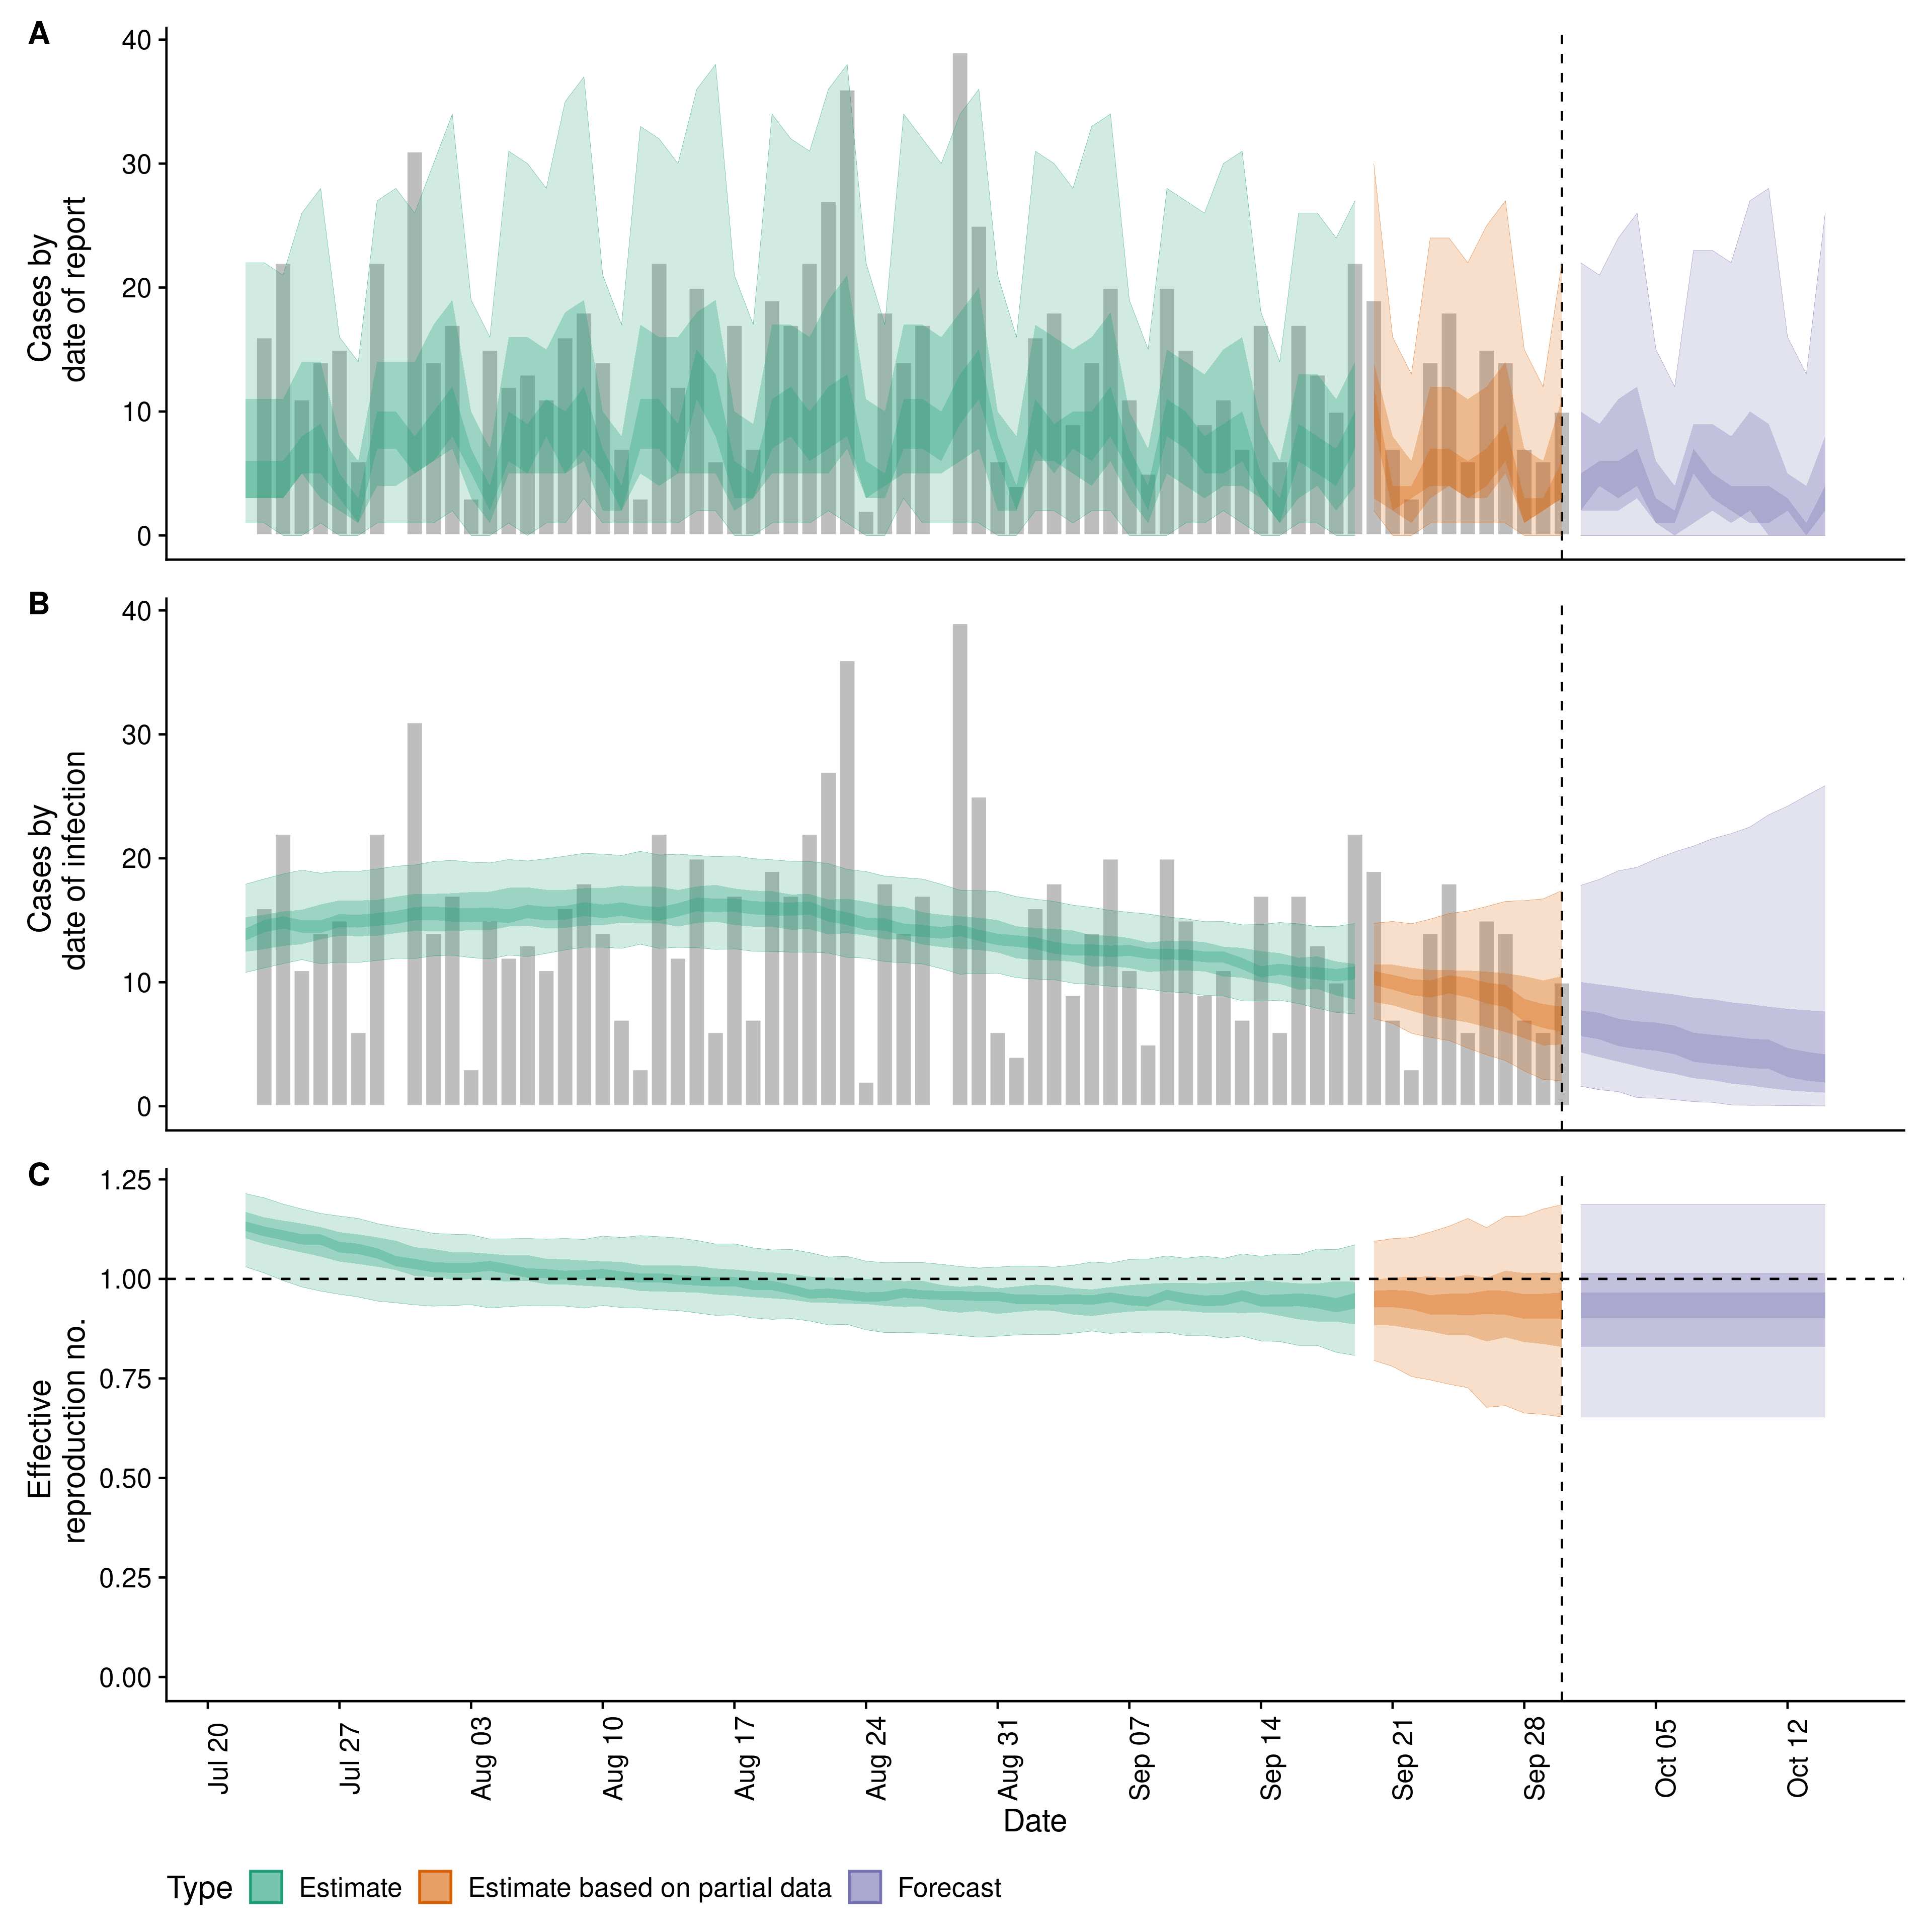 A
40
30
20
10
0
Cases by
date of report
B
40
30
20
10
0
Cases by
date of infection
C
1.25
1.00
0.75
0.50
0.25
0.00
Effective
reproduction no.
Jul 20
Jul 27
Aug 03
Aug 10
Aug 17
Aug 24
Aug 31
Sep 07
Sep 14
Sep 21
Sep 28
Oct 05
Oct 12
Date
Type
Estimate
Estimate based on partial data
Forecast